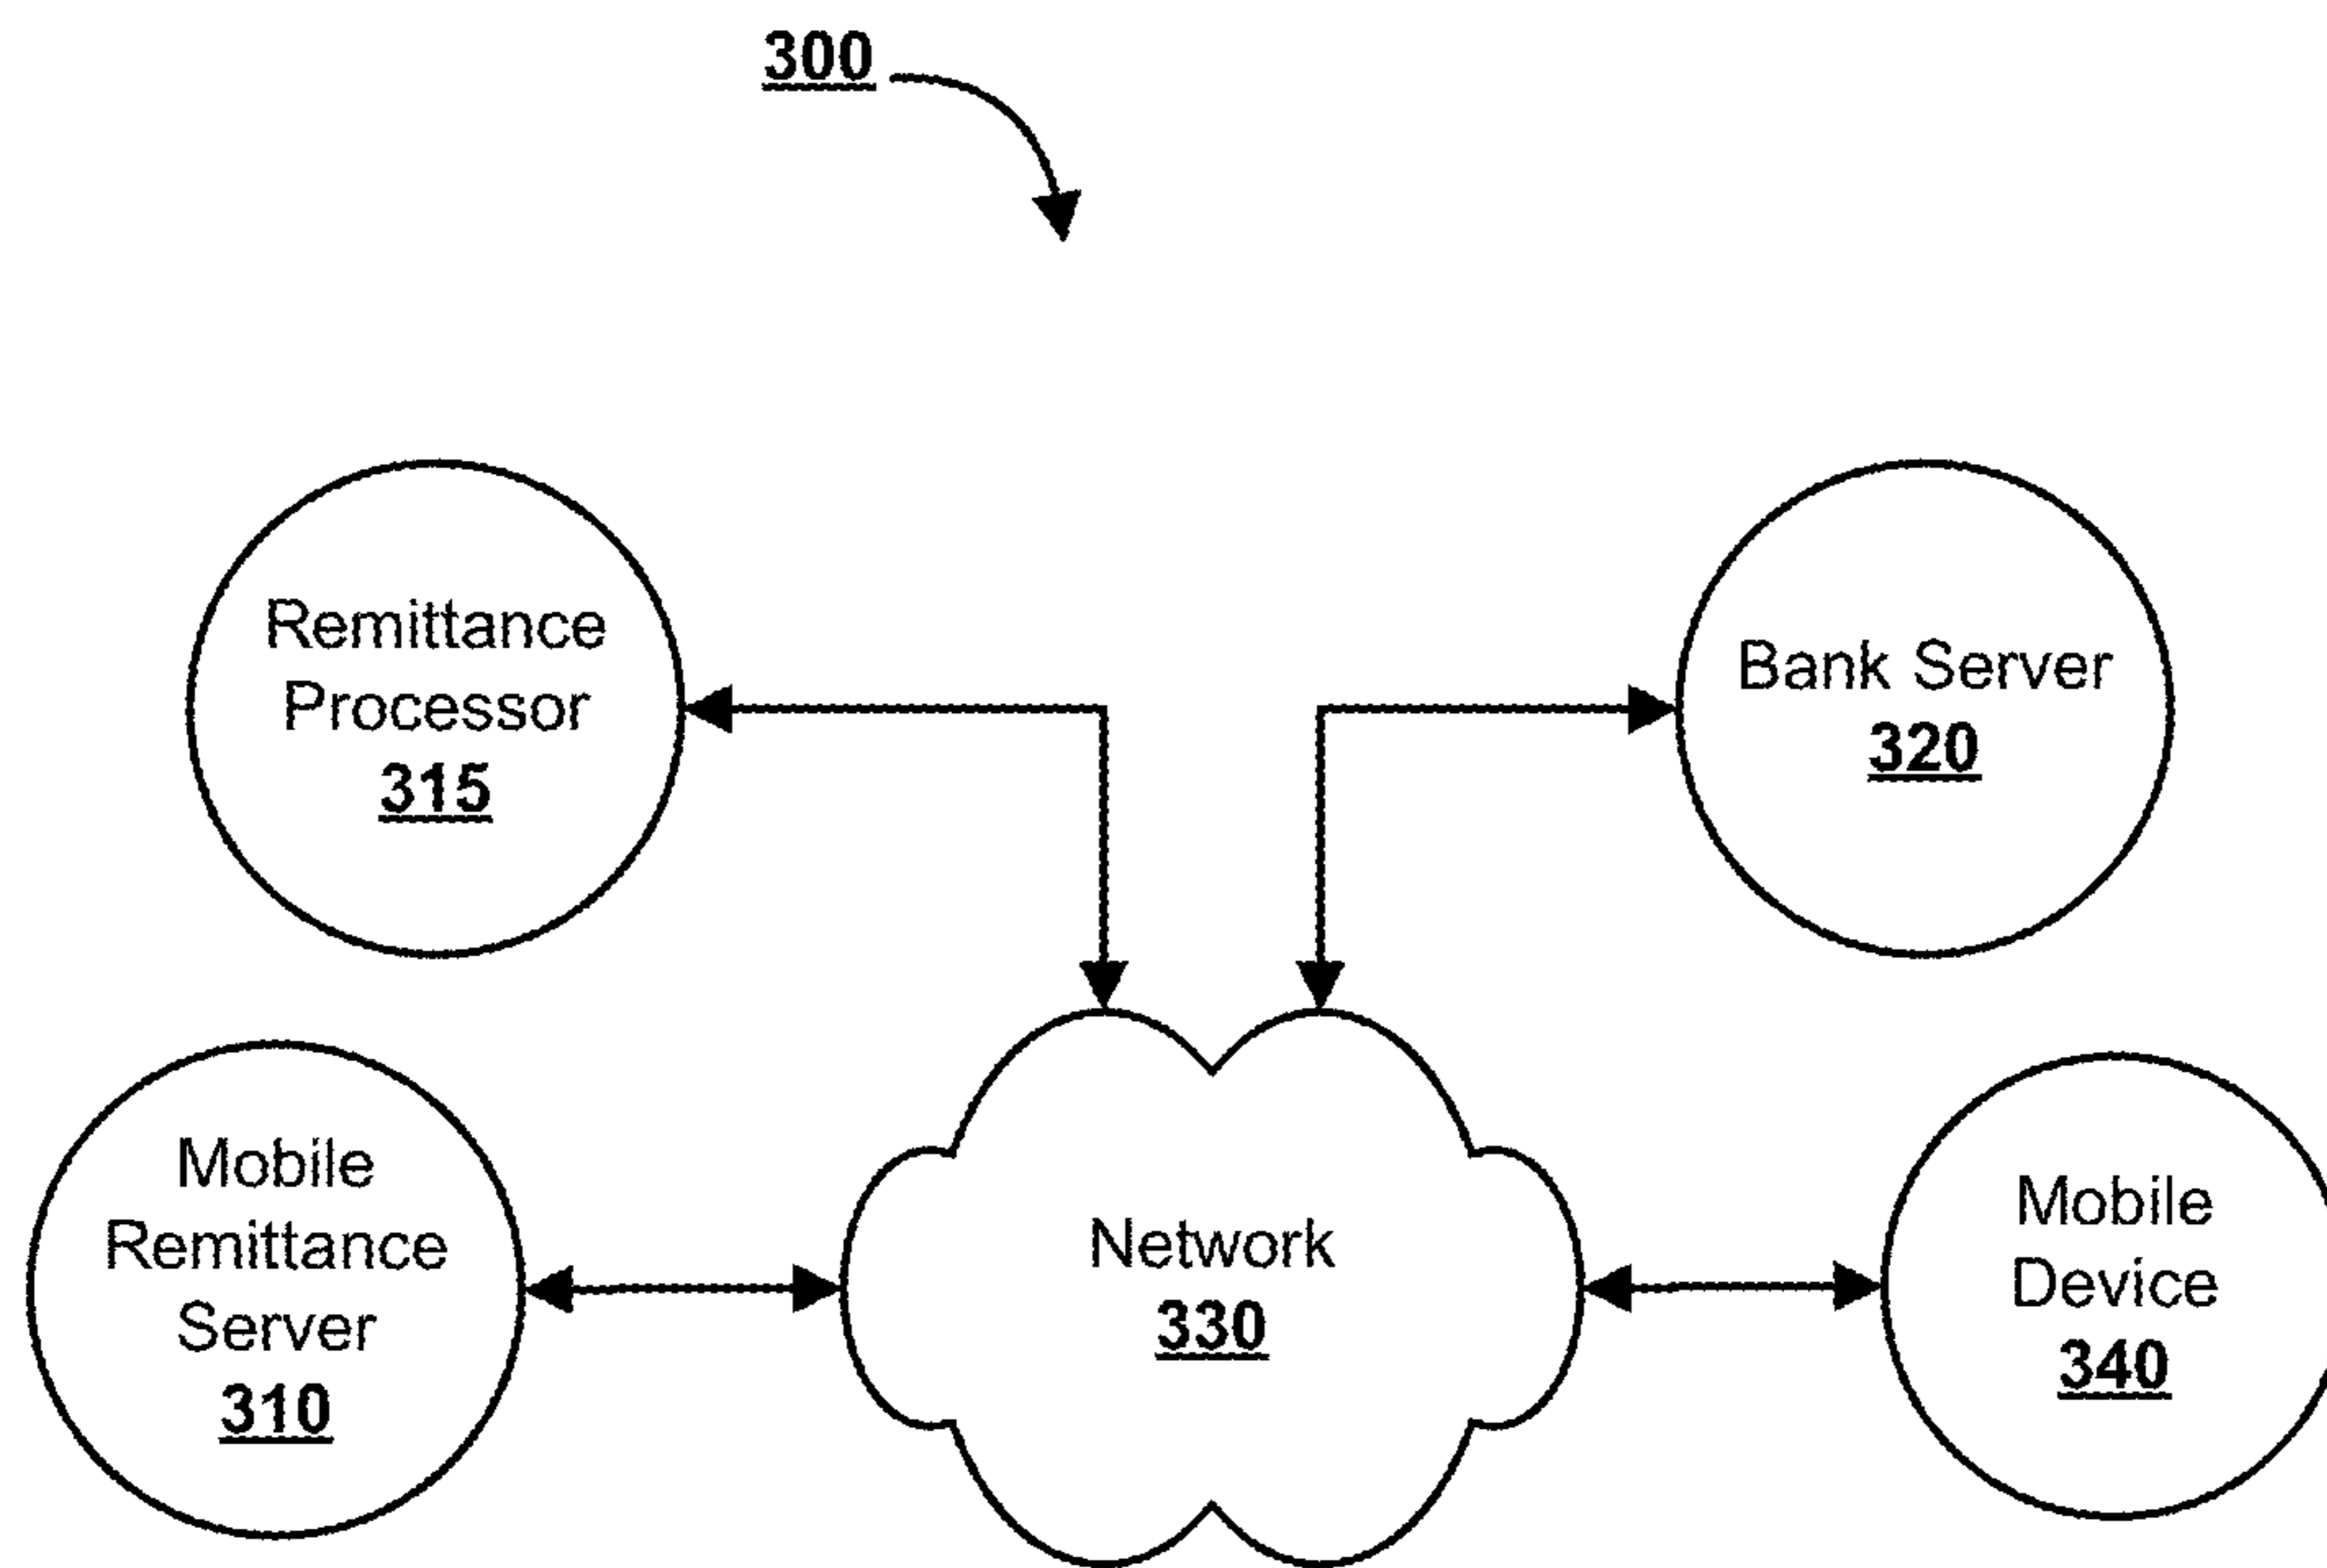 300
Remittance
Processor
315
Bank Server
320
Mobile
Remittance
Server
310
Network
330
Mobile
Device
340